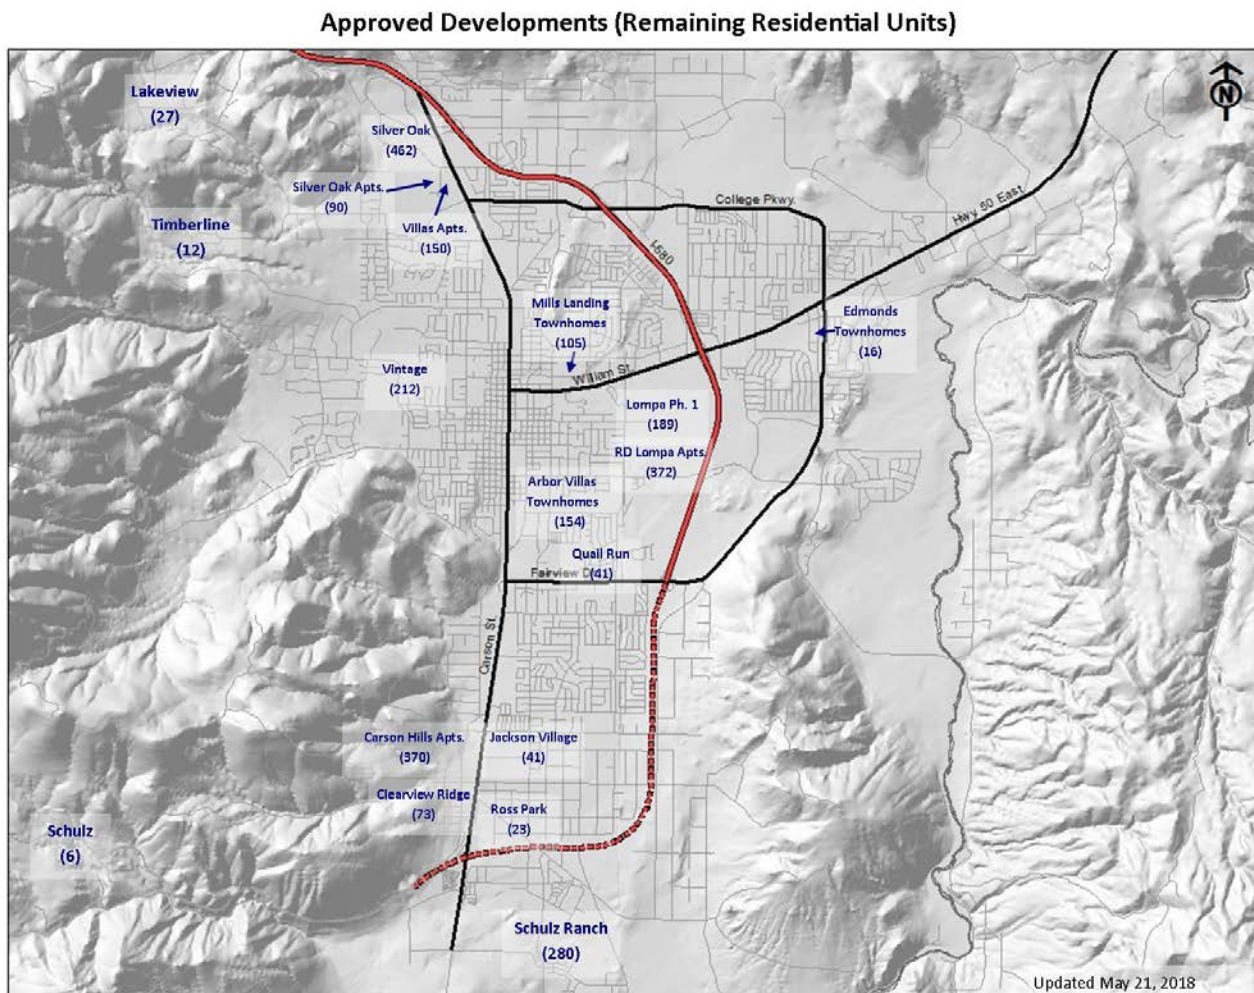 Approved Developments (Remaining Residential Units)
Lakeview
(27)
N
Silver Oak
(462)
Silver Oak Apts.
(90)
College Pkwy.
Hwy 50 East
Timberline
(12)
Villas Apts.
(150)
I-580
Mills Landing
Townhomes
(105)
Edmonds
Townhomes
(16)
Vintage
(212)
William St.
Lompa Ph. 1
(189)
RD Lompa Apts.
(372)
Arbor Villas
Townhomes
(154)
Quail Run
(41)
Fairview D
Carson St.
Carson Hills Apts.
(370)
Jackson Village
(41)
Clearview Ridge
(73)
Ross Park
(23)
Schulz
(6)
Schulz Ranch
(280)
Updated May 21, 2018